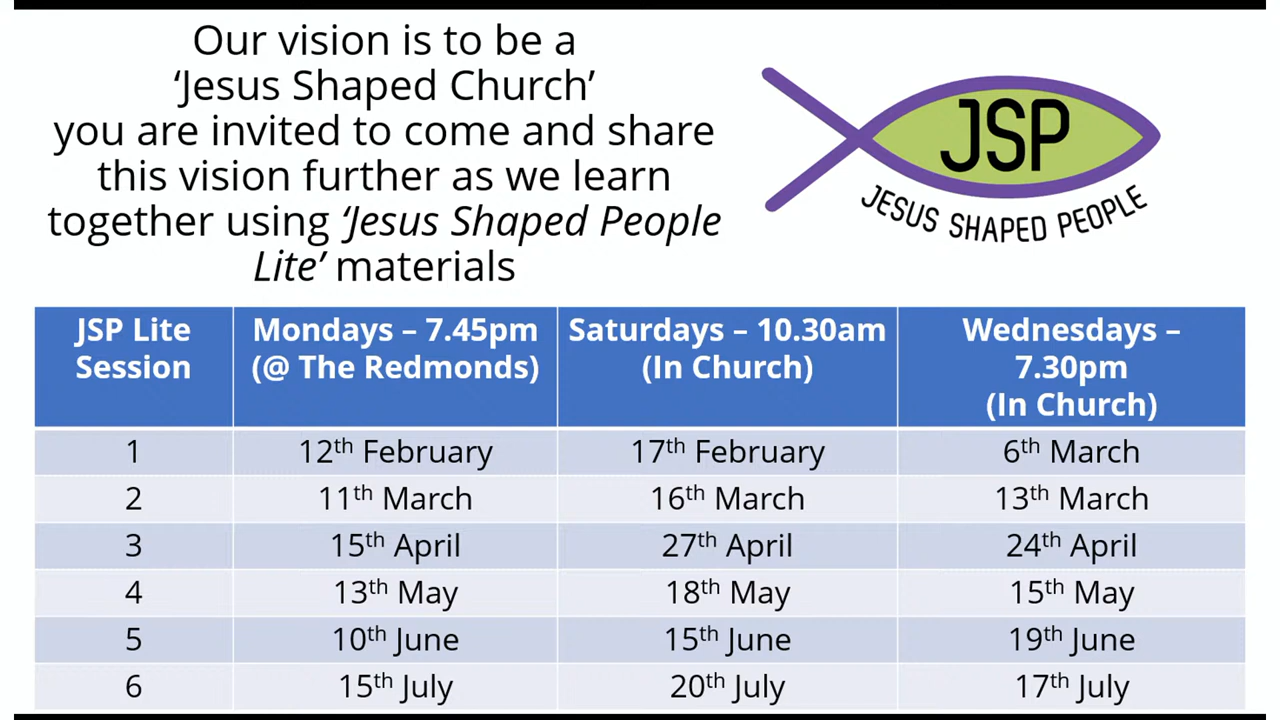 Our vision is to be a
‘Jesus Shaped Church’
you are invited to come and share
this vision further as we learn
together using ‘Jesus Shaped People
Lite’ materials
JSP
JESUS SHAPED PEOPLE
JSP Lite Session Mondays – 7.45pm (@ The Redmonds) Saturdays – 10.30am (In Church) Wednesdays – 7.30pm (In Church)
1 12th February 17th February 6th March
2 11th March 16th March 13th March
3 15th April 27th April 24th April
4 13th May 18th May 15th May
5 10th June 15th June 19th June
6 15th July 20th July 17th July